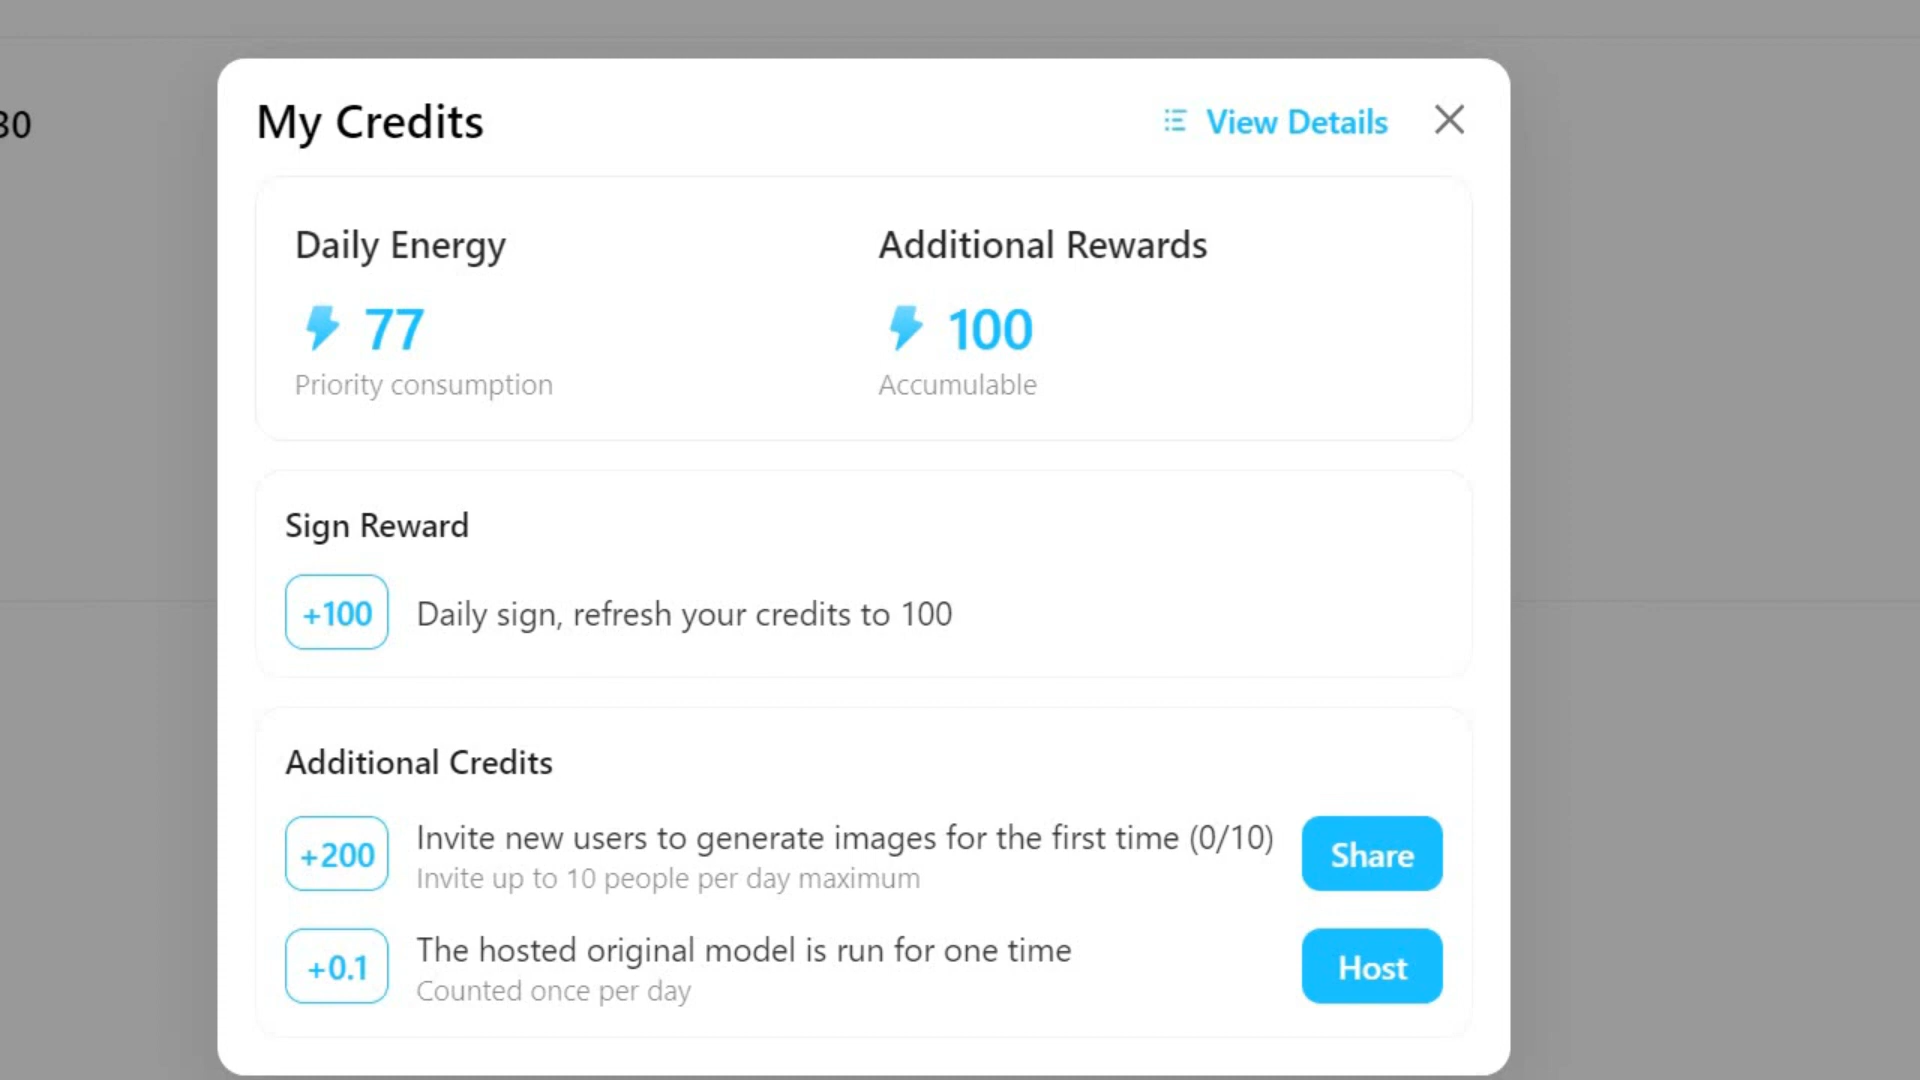 30
My Credits
View Details
Daily Energy
Additional Rewards
77
100
Priority consumption
Accumulable
Sign Reward
+100
Daily sign, refresh your credits to 100
Additional Credits
+200
Invite new users to generate images for the first time (0/10)
Invite up to 10 people per day maximum
Share
+0.1
The hosted original model is run for one time
Counted once per day
Host